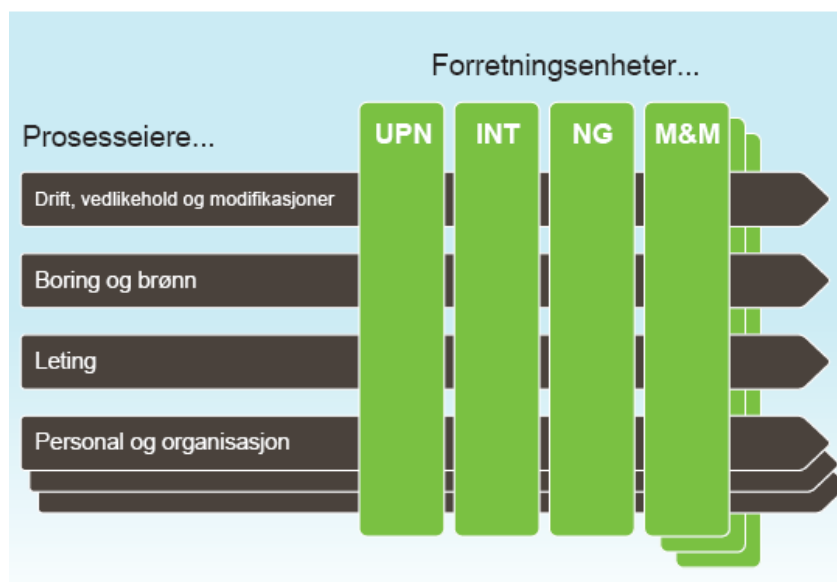 Forretningsenheter...
Prosesseiere...
UPN
INT
NG
M&M
Drift, vedlikehold og modifikasjoner
Boring og brønn
Leting
Personal og organisasjon